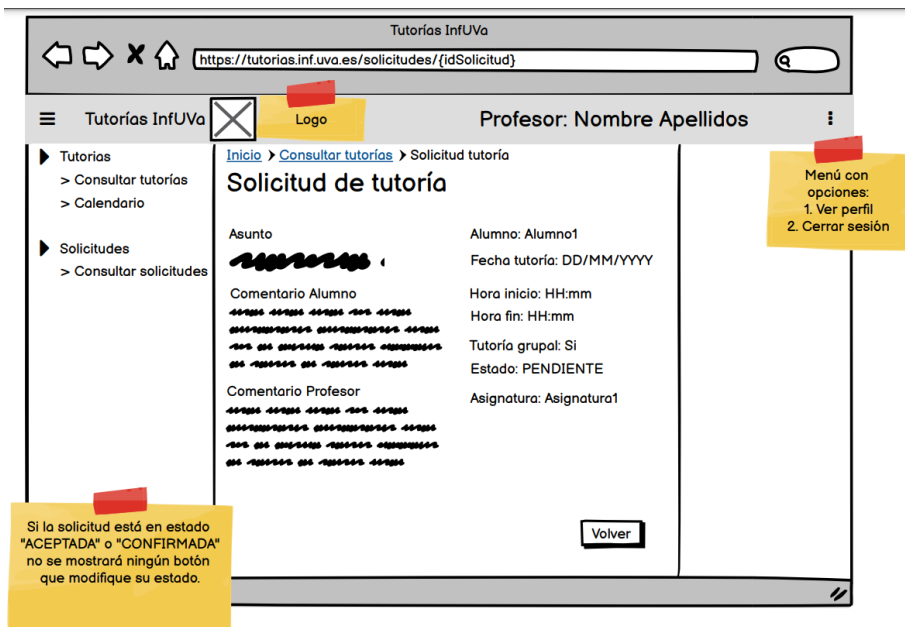 Tutorías InfUVa
https://tutorias.inf.uva.es/solicitudes/{idSolicitud}
Tutorías InfUVa
Logo
Profesor: Nombre Apellidos
Menú con
opciones:
1. Ver perfil
2. Cerrar sesión
Tutorias
> Consultar tutorías
> Calendario
Solicitudes
> Consultar solicitudes
Inicio > Consultar tutorías > Solicitud tutoría
Solicitud de tutoría
Asunto
Comentario Alumno
Comentario Profesor
Alumno: Alumno1
Fecha tutoría: DD/MM/YYYY
Hora inicio: HH:mm
Hora fin: HH:mm
Tutoría grupal: Si
Estado: PENDIENTE
Asignatura: Asignatura1
Volver
Si la solicitud está en estado
"ACEPTADA" o "CONFIRMADA"
no se mostrará ningún botón
que modifique su estado.